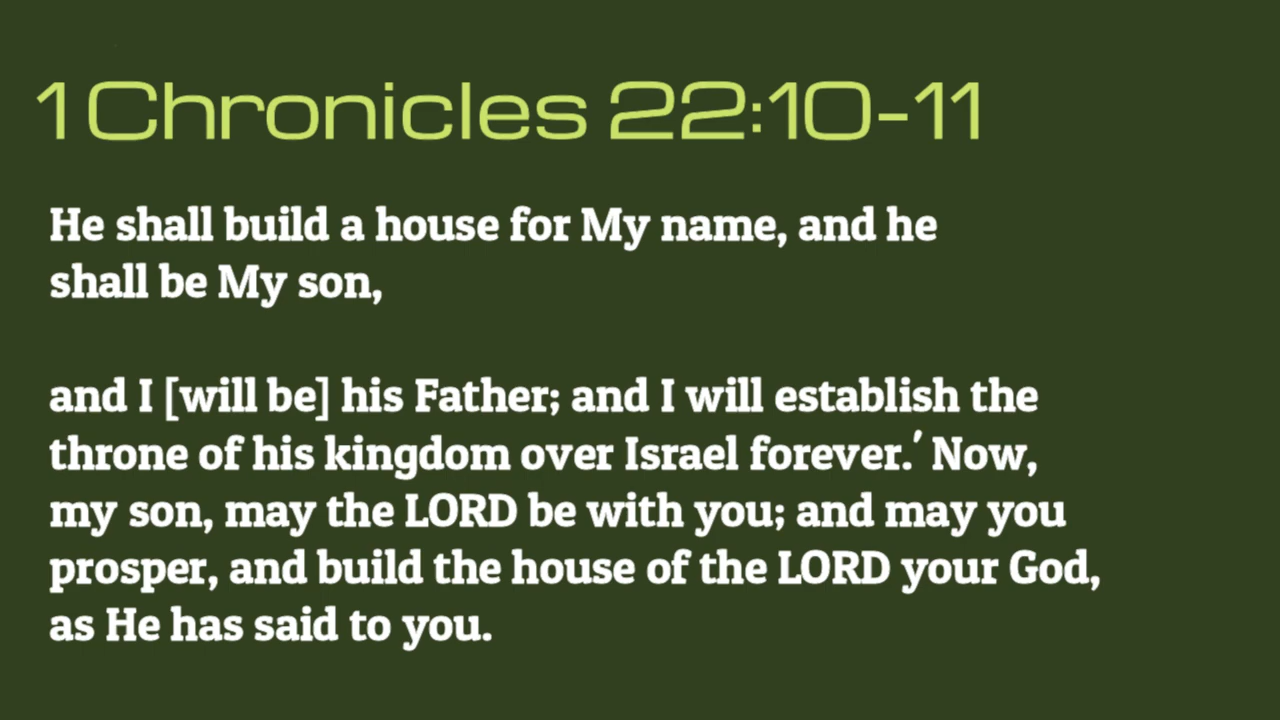 1 Chronicles 22:10-11
He shall build a house for My name, and he
shall be My son,
and I [will be] his Father; and I will establish the
throne of his kingdom over Israel forever.' Now,
my son, may the LORD be with you; and may you
prosper, and build the house of the LORD your God,
as He has said to you.